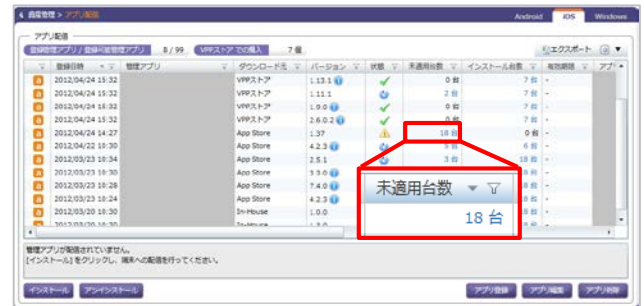 資産管理 > アプリ配信
Android iOS Windows
アプリ配信
登録管理アプリ / 登録可能管理アプリ 8 / 99 VPPストアでの購入 7 個 エクスポート
登録日時 管理アプリ ダウンロード元 バージョン 状態 未適用台数 インストール台数 有効期限 アプリ
2012/04/24 15:32 VPPストア 1.13.1 0 台 7 台 -
2012/04/24 15:32 VPPストア 1.11.1 2 台 7 台 -
2012/04/24 15:32 VPPストア 1.9.0 0 台 7 台 -
2012/04/24 15:32 VPPストア 2.6.0.2 0 台 7 台 -
2012/04/24 14:27 App Store 1.37 18 台 0 台 -
2012/04/22 10:30 App Store 4.2.3 5 台 6 台 -
2012/03/23 10:34 App Store 2.5.1 3 台 18 台 -
2012/03/23 10:30 App Store 3.3.0
2012/03/23 10:28 App Store 7.4.0
2012/03/23 10:24 App Store 4.2.3
2012/03/20 10:30 In-House 1.0.0
未適用台数
18 台
管理アプリが配信されていません。
[インストール] をクリックし、端末への配信を行ってください。
インストール アンインストール アプリ登録 アプリ編集 アプリ削除